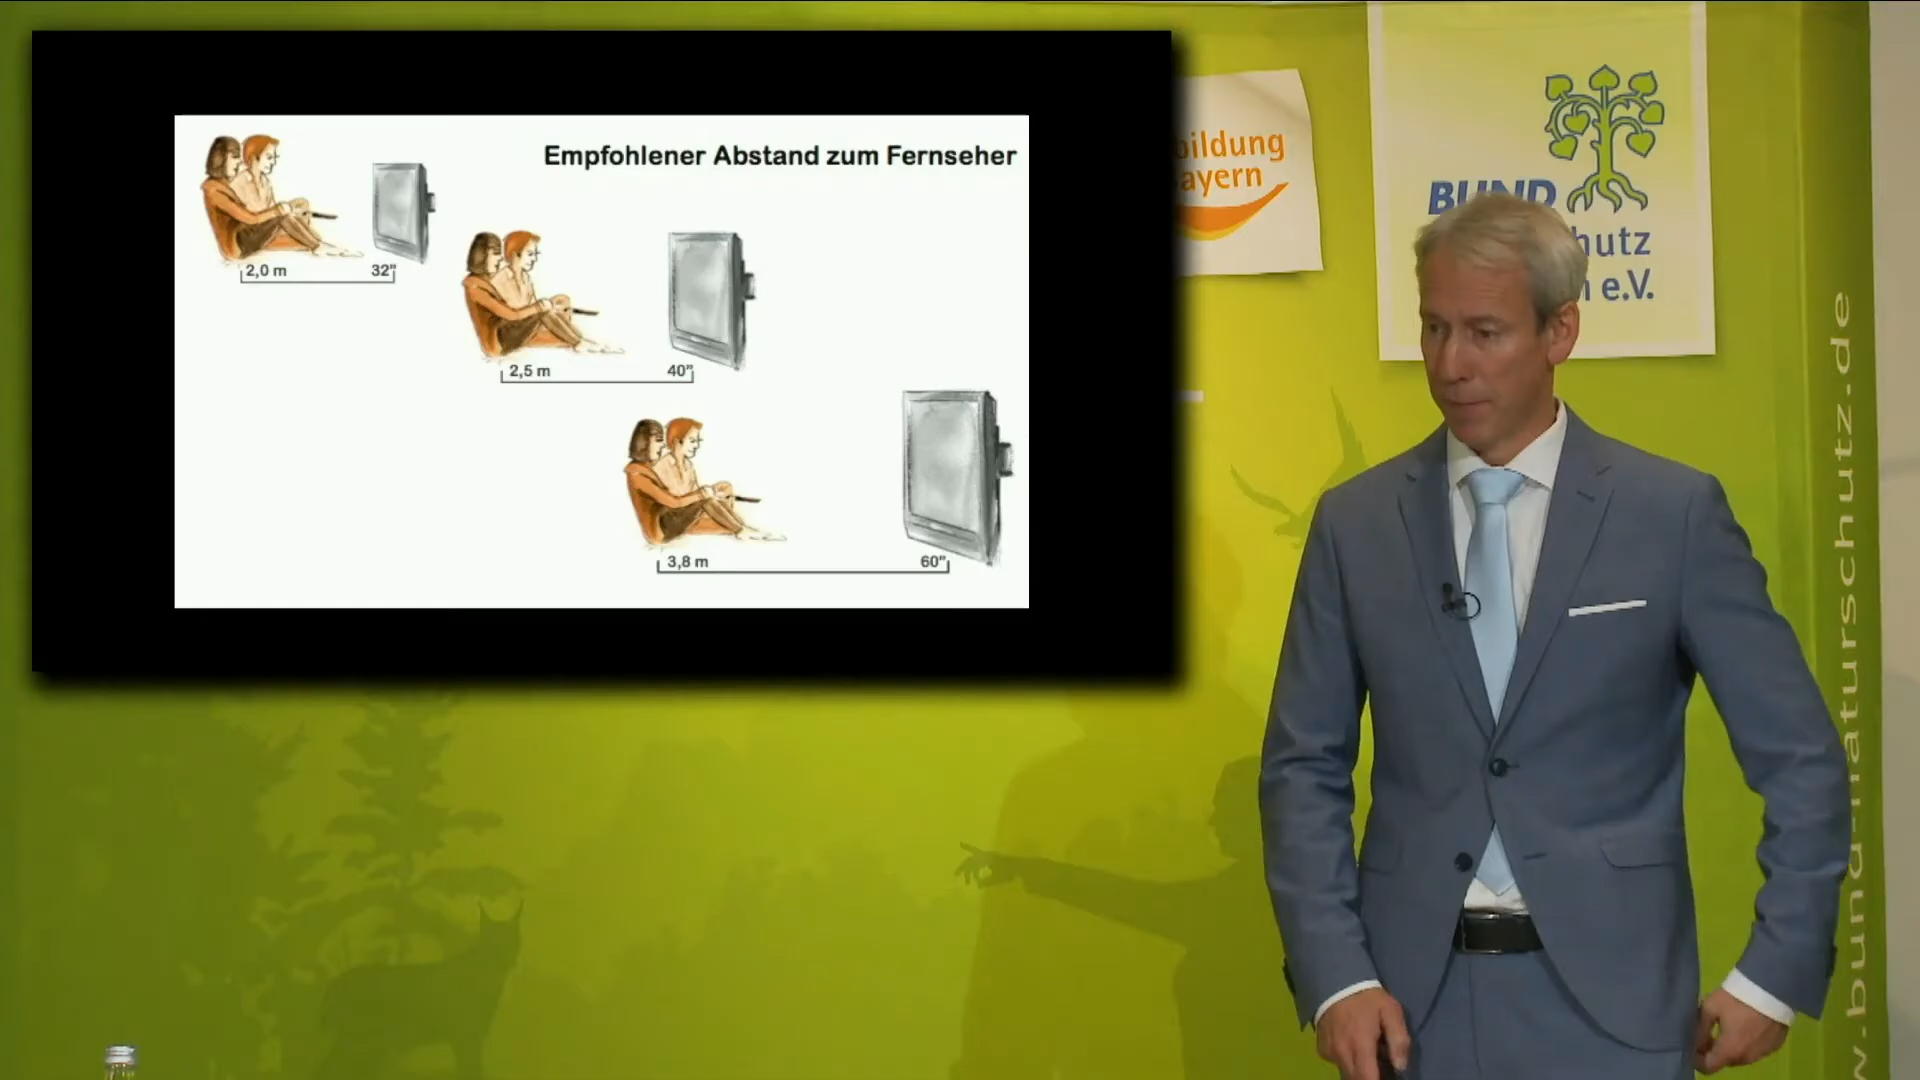 Empfohlener Abstand zum Fernseher
2,0 m 32"
2,5 m 40"
3,8 m 60"
bildung
ayern
BUND
hutz
e.V.
w.bund-naturschutz.de